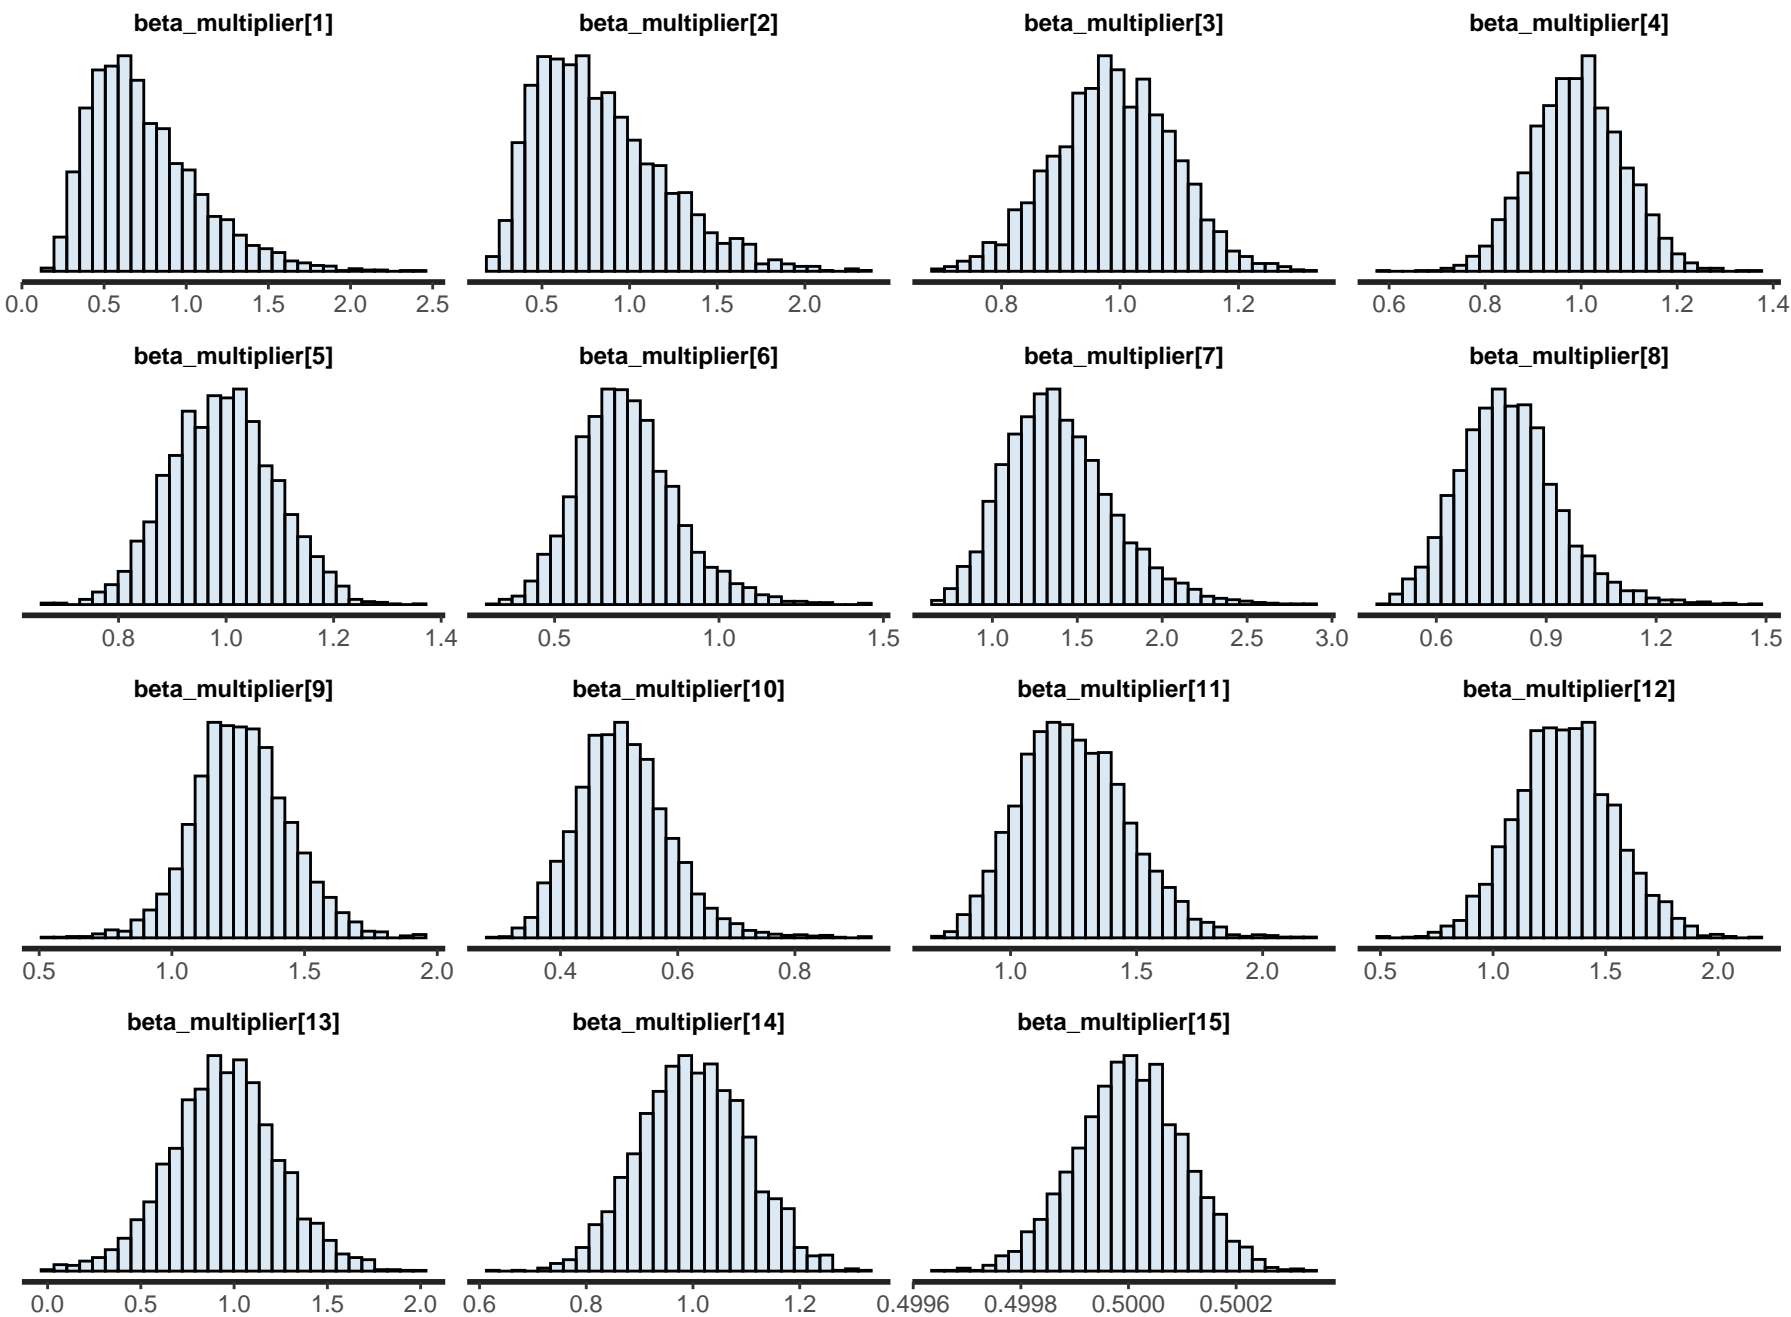 beta_multiplier[1] beta_multiplier[2] beta_multiplier[3] beta_multiplier[4]
0.0 0.5 1.0 1.5 2.0 2.5 0.5 1.0 1.5 2.0 0.8 1.0 1.2 0.6 0.8 1.0 1.2 1.4
beta_multiplier[5] beta_multiplier[6] beta_multiplier[7] beta_multiplier[8]
0.8 1.0 1.2 1.4 0.5 1.0 1.5 1.0 1.5 2.0 2.5 3.0 0.6 0.9 1.2 1.5
beta_multiplier[9] beta_multiplier[10] beta_multiplier[11] beta_multiplier[12]
0.5 1.0 1.5 2.0 0.4 0.6 0.8 1.0 1.5 2.0 0.5 1.0 1.5 2.0
beta_multiplier[13] beta_multiplier[14] beta_multiplier[15]
0.0 0.5 1.0 1.5 2.0 0.6 0.8 1.0 1.2 0.4996 0.4998 0.5000 0.5002